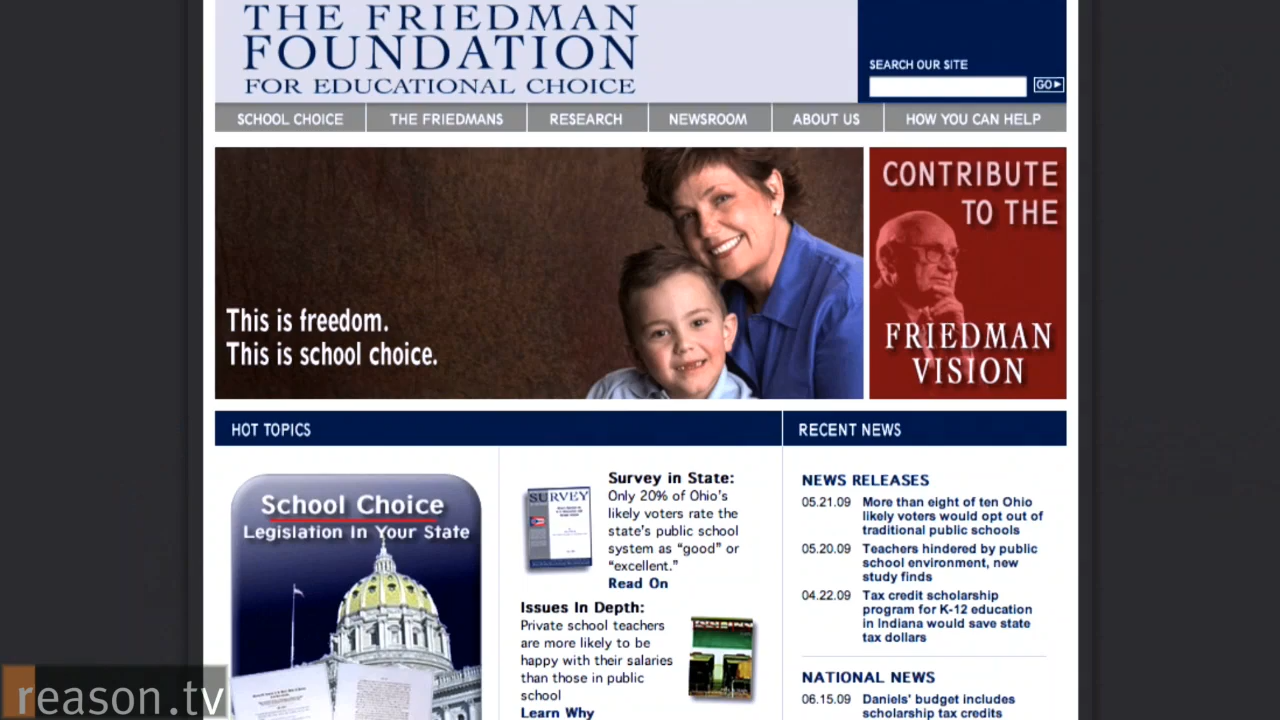 THE FRIEDMAN
FOUNDATION
FOR EDUCATIONAL CHOICE
SEARCH OUR SITE
GO
SCHOOL CHOICE
THE FRIEDMANS
RESEARCH
NEWSROOM
ABOUT US
HOW YOU CAN HELP
This is freedom.
This is school choice.
CONTRIBUTE
TO THE
FRIEDMAN
VISION
HOT TOPICS
School Choice
Legislation In Your State
SURVEY
Survey in State:
Only 20% of Ohio's
likely voters rate the
state's public school
system as “good” or
“excellent.”
Read On
Issues In Depth:
Private school teachers
are more likely to be
happy with their salaries
than those in public
school
Learn Why
RECENT NEWS
NEWS RELEASES
05.21.09 More than eight of ten Ohio
likely voters would opt out of
traditional public schools
05.20.09 Teachers hindered by public
school environment, new
study finds
04.22.09 Tax credit scholarship
program for K-12 education
in Indiana would save state
tax dollars
NATIONAL NEWS
06.15.09 Daniels' budget includes
scholarship tax credits
reason.tv